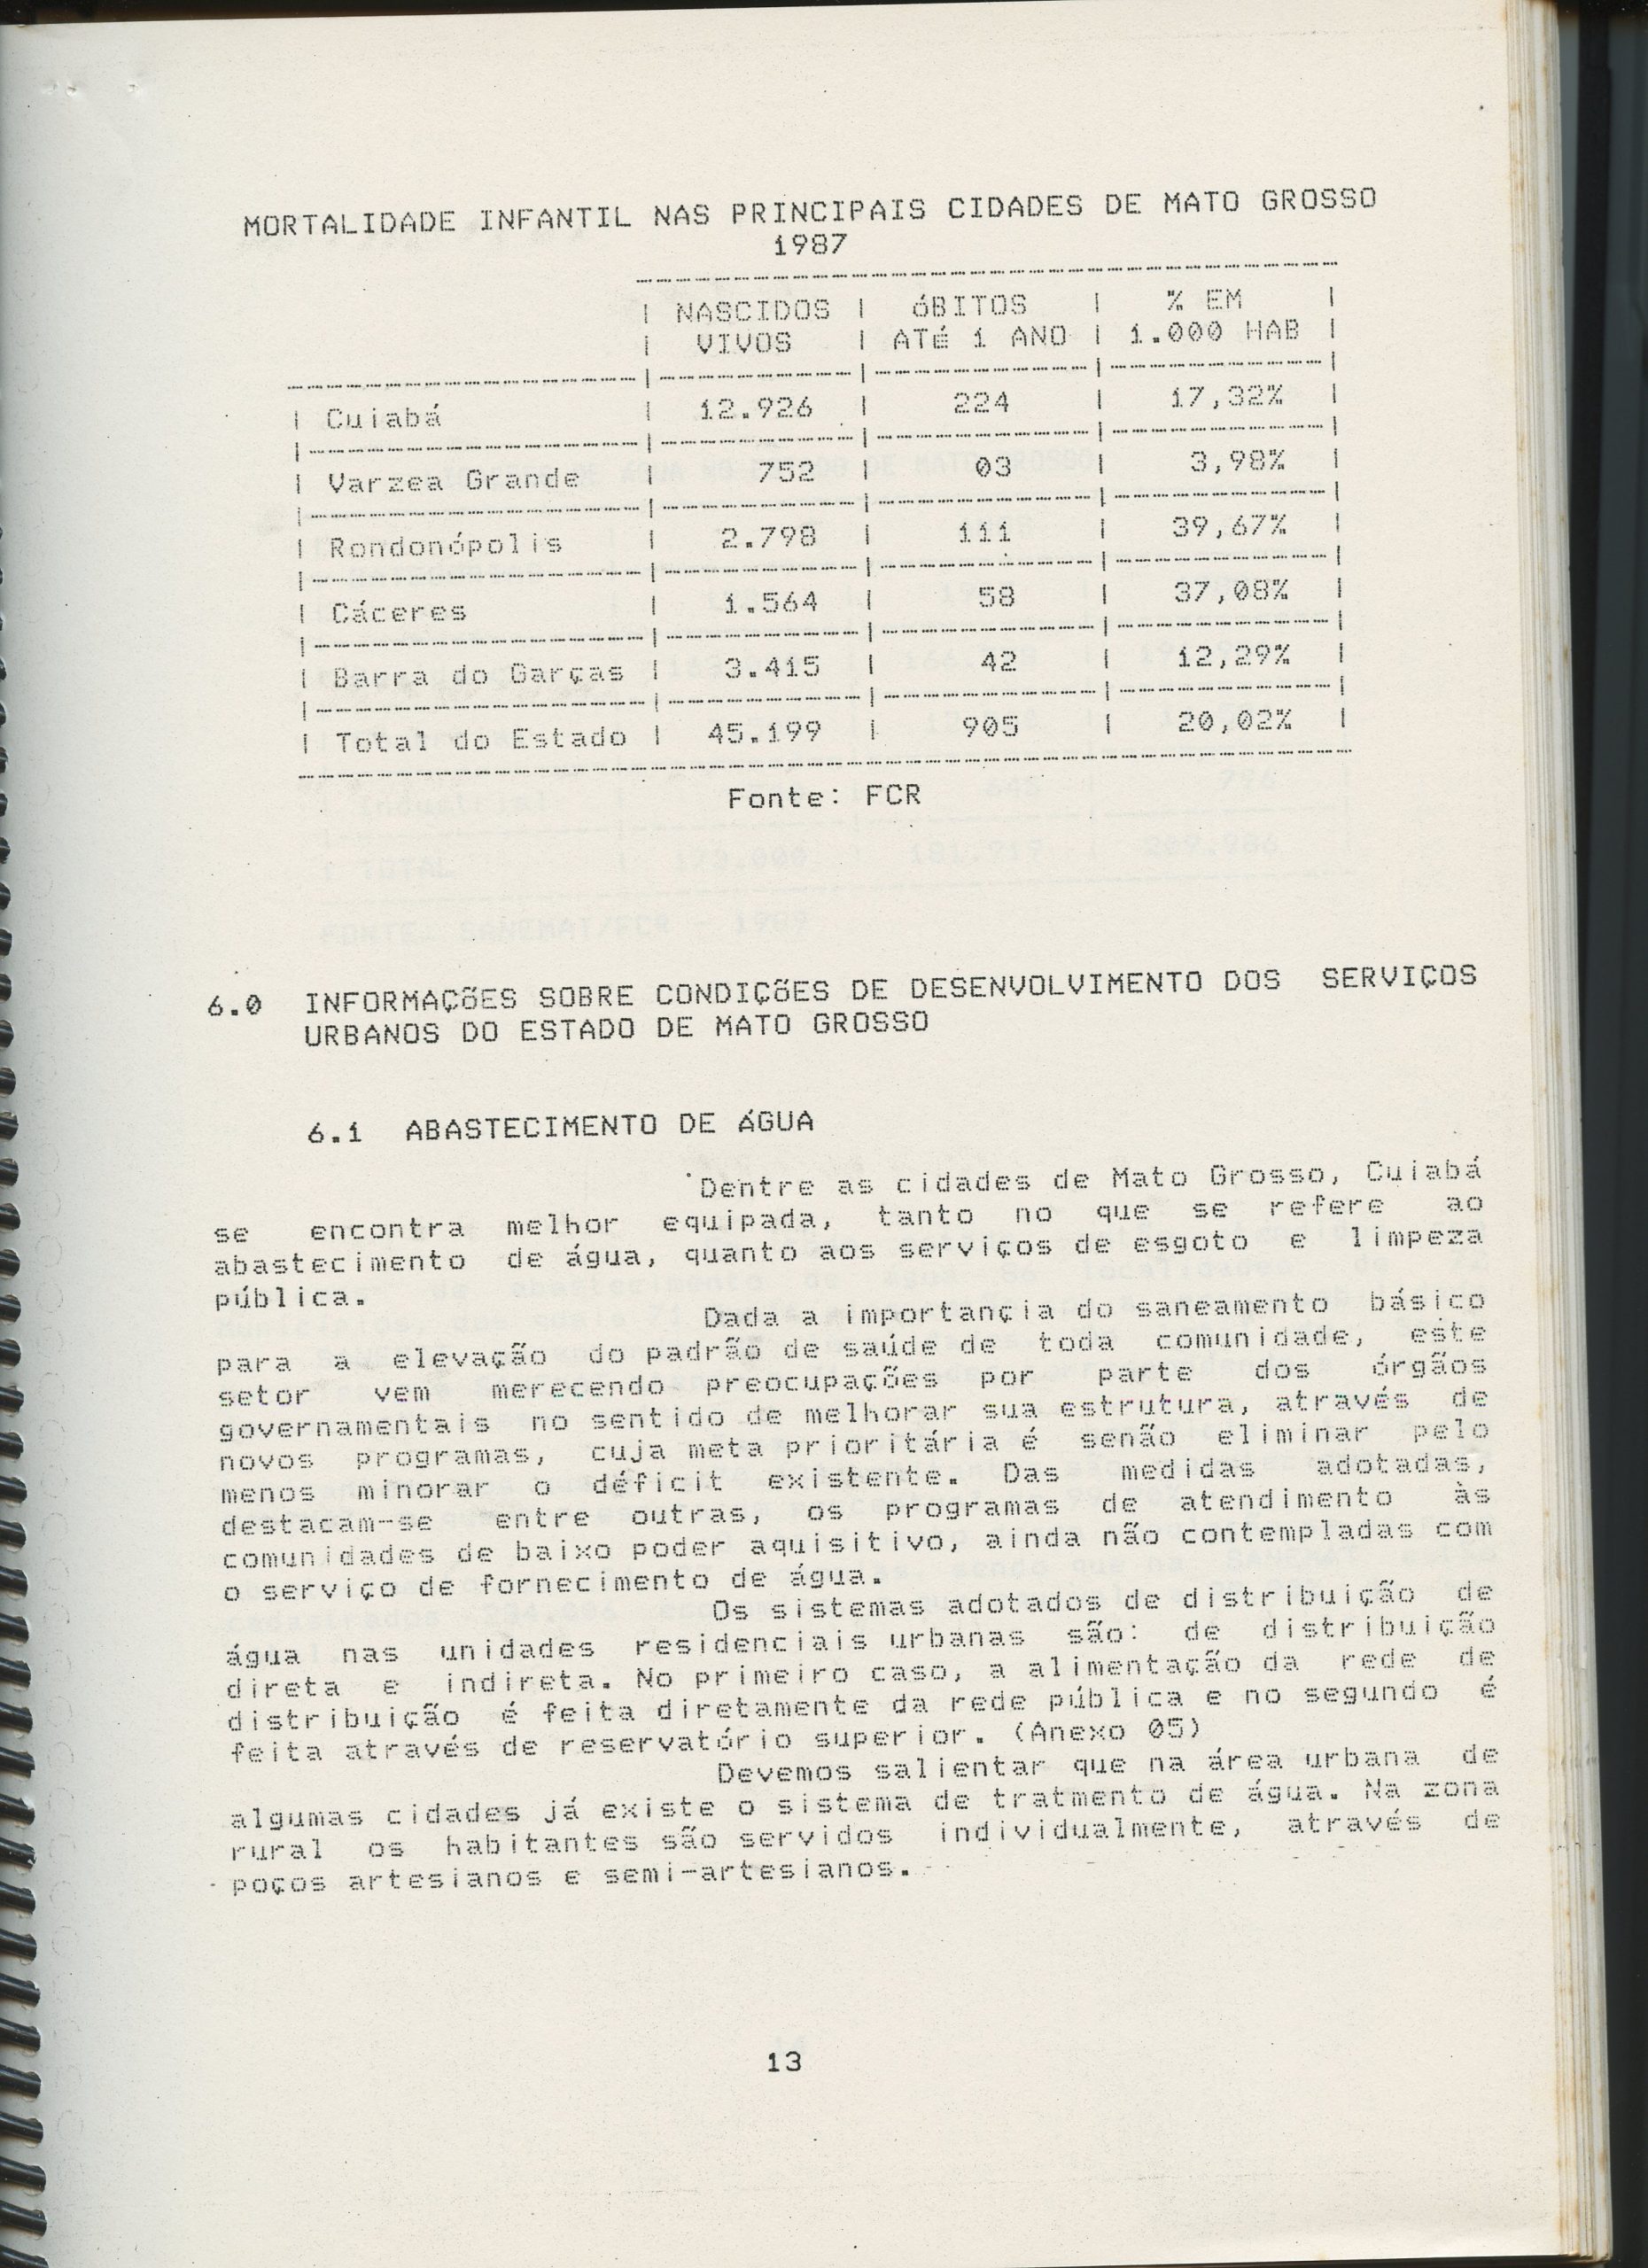 MORTALIDADE INFANTIL NAS PRINCIPAIS CIDADES DE MATO GROSSO
1987
| NASCIDOS | óBITOS | % EM |
| VIVOS | ATÉ 1 ANO | 1.000 HAB |
| Cuiabá | 12.926 | 224 | 17,32% |
| Varzea Grande | 752 | 03 | 3,98% |
| Rondonópolis | 2.798 | 111 | 39,67% |
| Cáceres | 1.564 | 58 | 37,08% |
| Barra do Garças | 3.415 | 42 | 12,29% |
| Total do Estado | 45.199 | 905 | 20,02% |
Fonte: FCR
6.0 INFORMAÇõES SOBRE CONDIÇõES DE DESENVOLVIMENTO DOS SERVIÇOS
URBANOS DO ESTADO DE MATO GROSSO
6.1 ABASTECIMENTO DE ÁGUA
Dentre as cidades de Mato Grosso, Cuiabá
se encontra melhor equipada, tanto no que se refere ao
abastecimento de água, quanto aos serviços de esgoto e limpeza
pública.
Dada a importançia do saneamento básico
para a elevação do padrão de saúde de toda comunidade, este
setor vem merecendo preocupações por parte dos órgãos
governamentais no sentido de melhorar sua estrutura, através de
novos programas, cuja meta prioritária é senão eliminar pelo
menos minorar o déficit existente. Das medidas adotadas,
destacam-se entre outras, os programas de atendimento às
comunidades de baixo poder aquisitivo, ainda não contempladas com
o serviço de fornecimento de água.
Os sistemas adotados de distribuição de
água nas unidades residenciais urbanas são: de distribuição
direta e indireta. No primeiro caso, a alimentação da rede de
distribuição é feita diretamente da rede pública e no segundo é
feita através de reservatório superior. (Anexo 05)
Devemos salientar que na área urbana de
algumas cidades já existe o sistema de tratmento de água. Na zona
rural os habitantes são servidos individualmente, através de
poços artesianos e semi-artesianos.
13